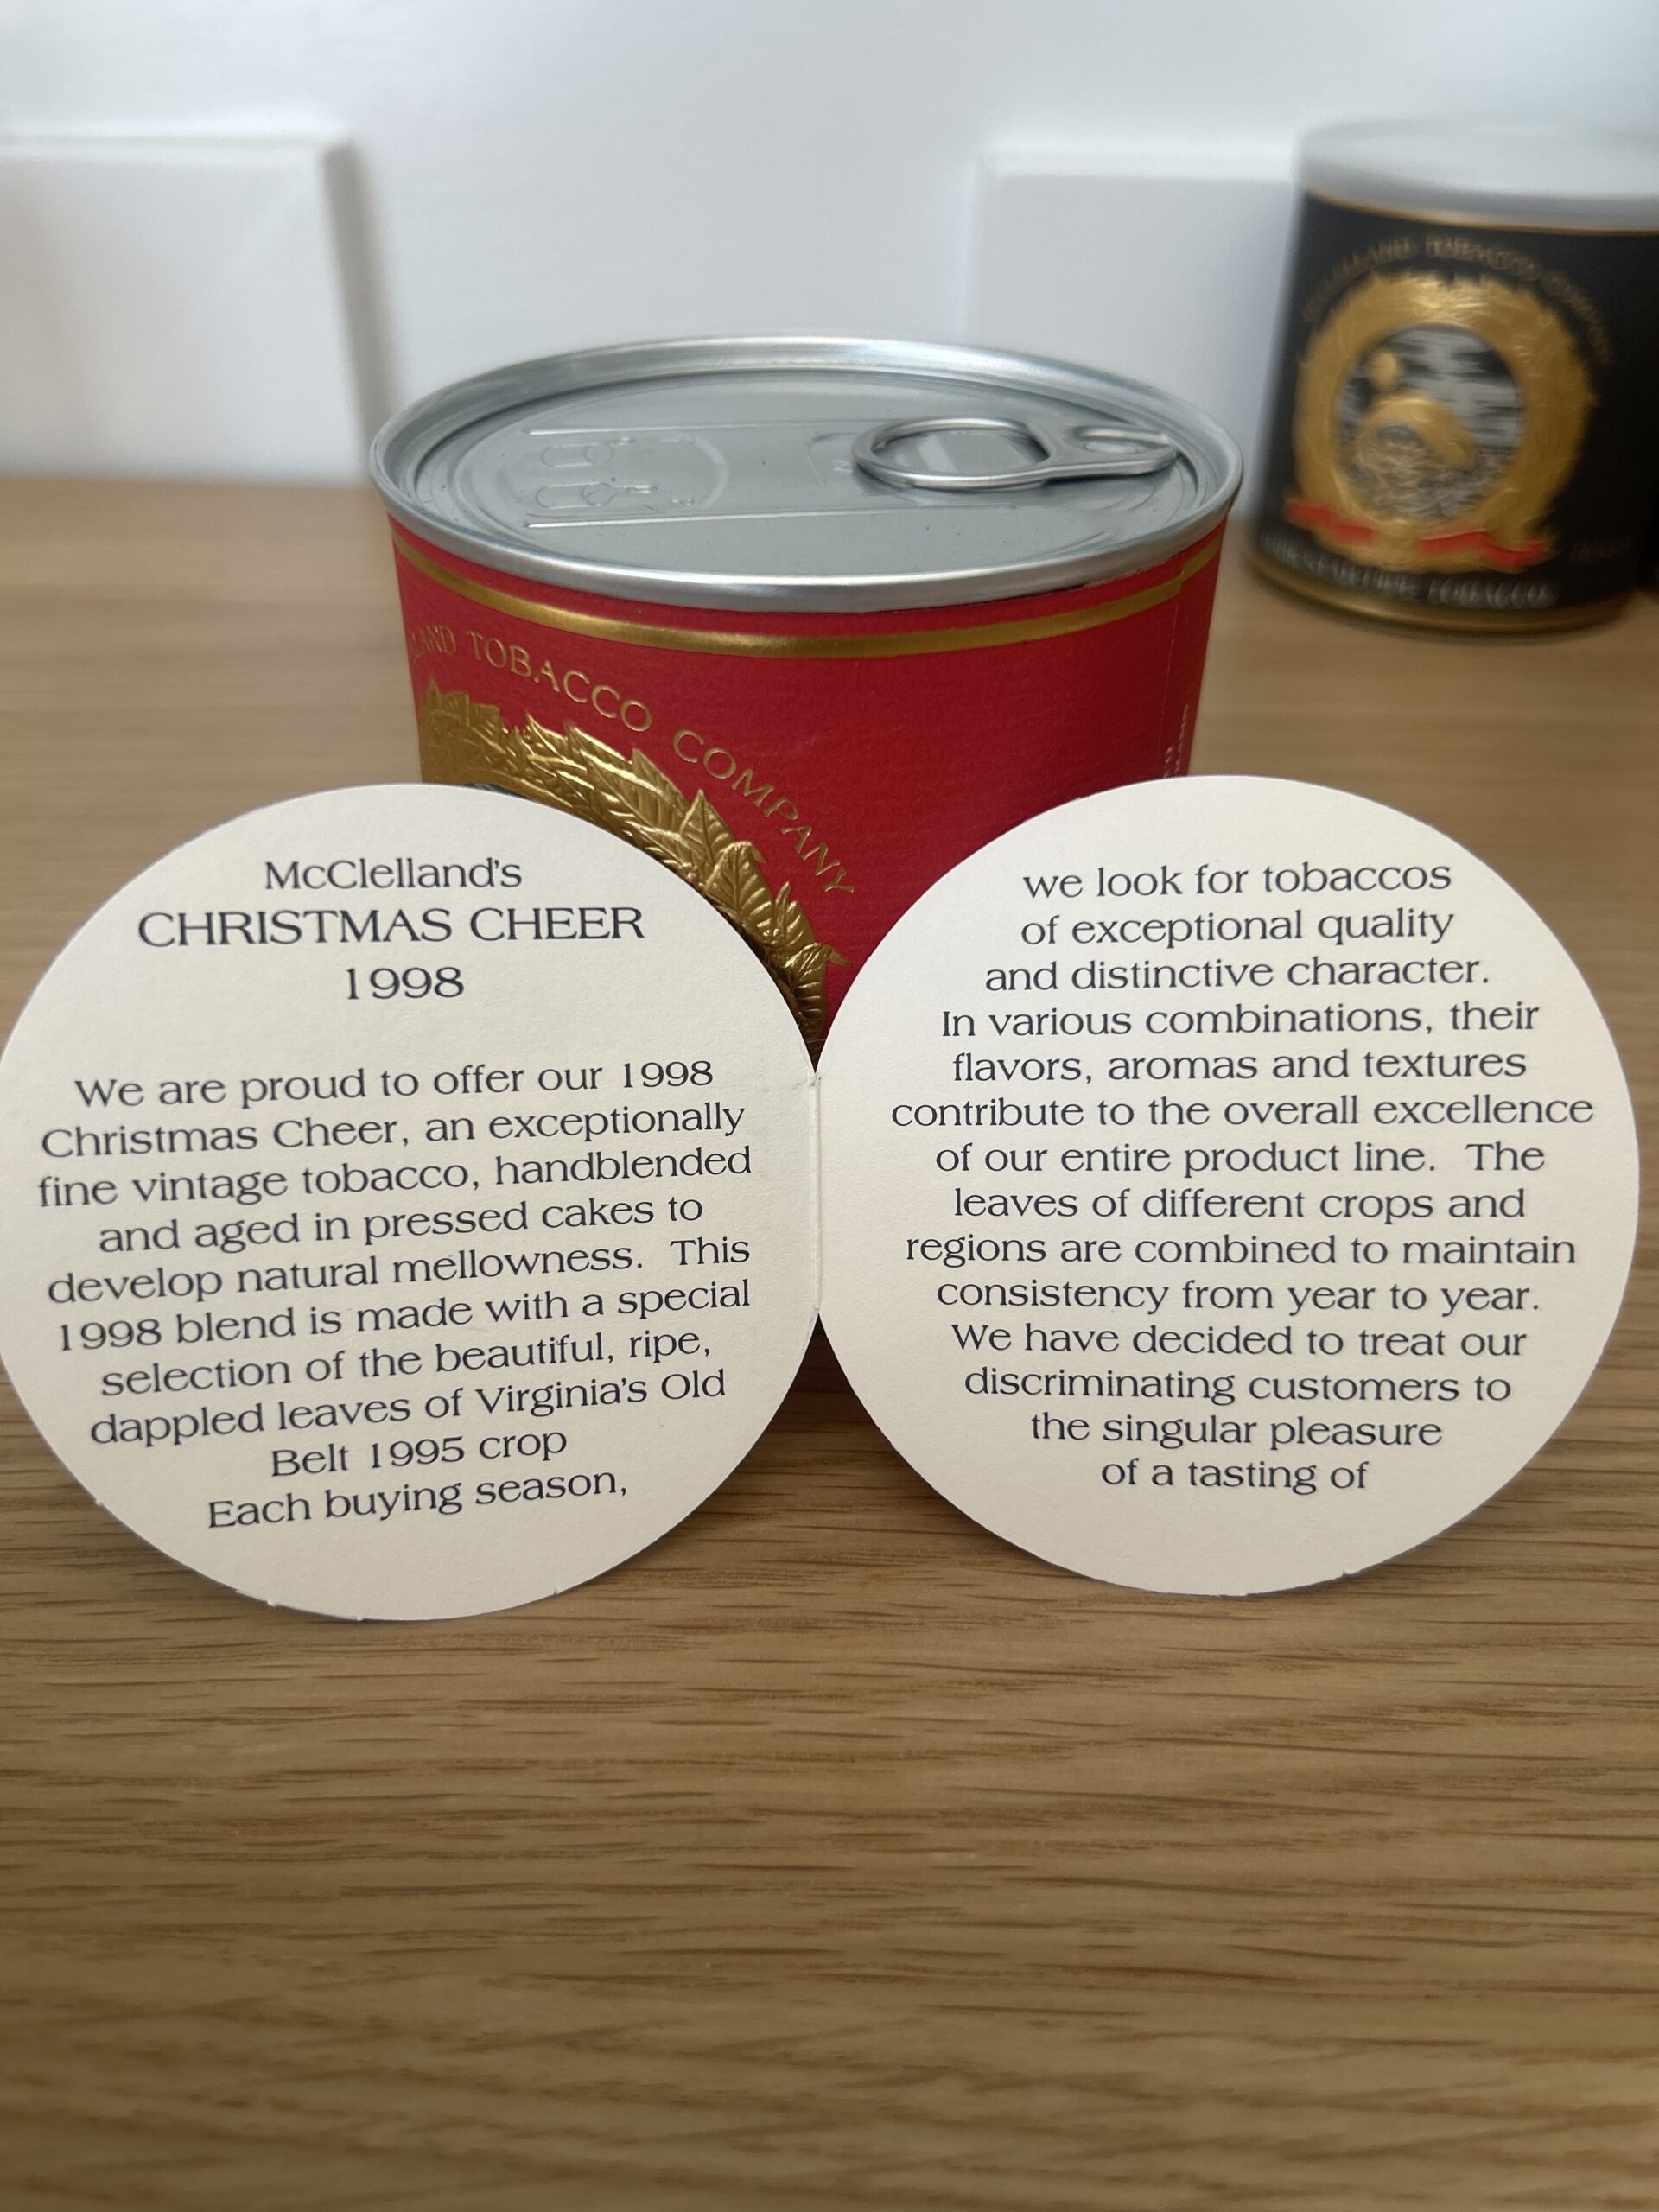 LAND TOBACCO COMPANY
McClelland's
CHRISTMAS CHEER
1998
We are proud to offer our 1998
Christmas Cheer, an exceptionally
fine vintage tobacco, handblended
and aged in pressed cakes to
develop natural mellowness. This
1998 blend is made with a special
selection of the beautiful, ripe,
dappled leaves of Virginia's Old
Belt 1995 crop
Each buying season,
we look for tobaccos
of exceptional quality
and distinctive character.
In various combinations, their
flavors, aromas and textures
contribute to the overall excellence
of our entire product line. The
leaves of different crops and
regions are combined to maintain
consistency from year to year.
We have decided to treat our
discriminating customers to
the singular pleasure
of a tasting of
TOBACCO COMPANY
TOBACCO